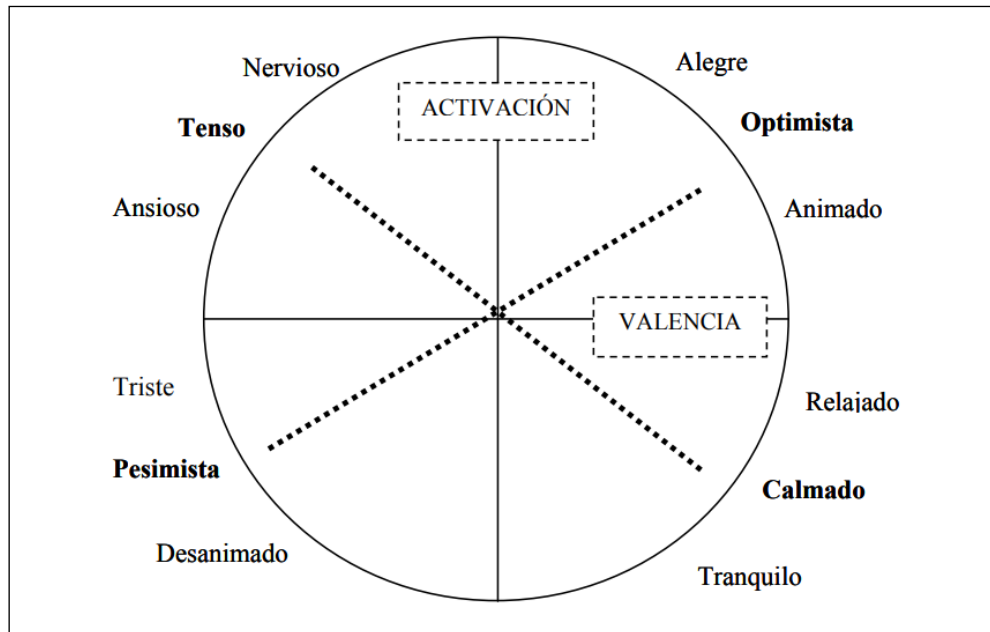 Nervioso
Alegre
ACTIVACIÓN
Tenso
Optimista
Ansioso
Animado
VALENCIA
Triste
Relajado
Pesimista
Calmado
Desanimado
Tranquilo